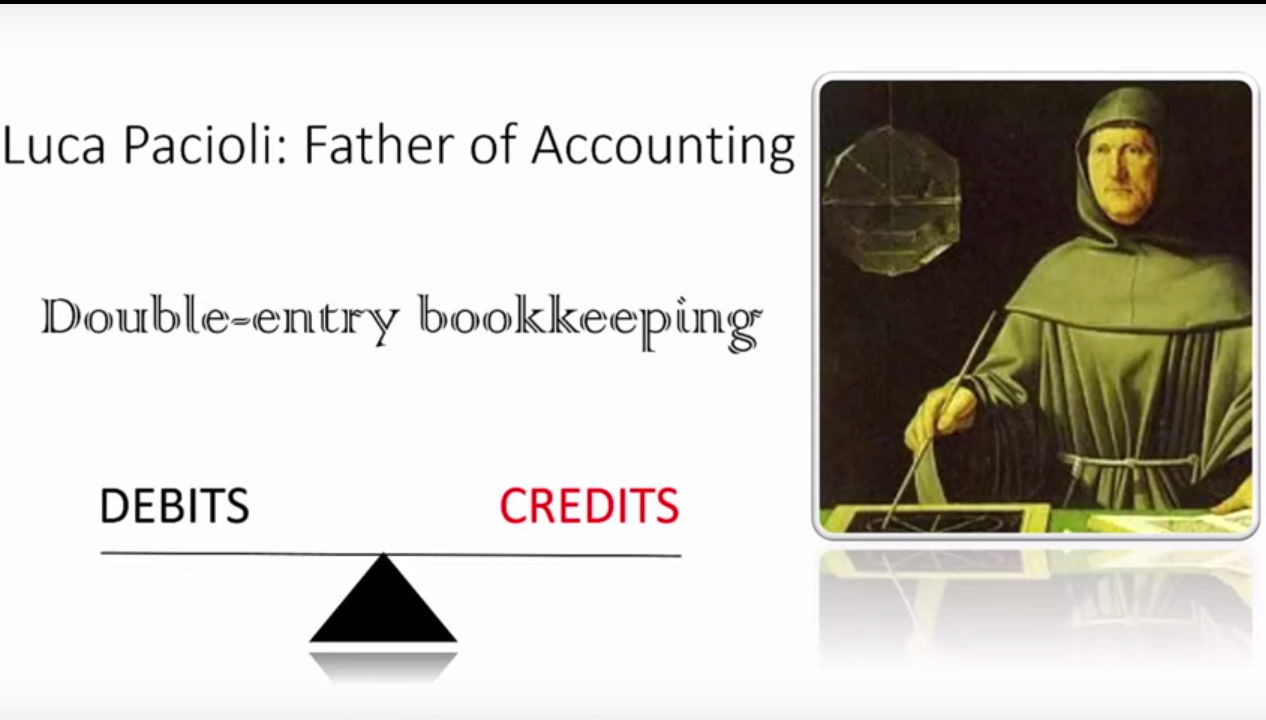 Luca Pacioli: Father of Accounting
Double-entry bookkeeping
DEBITS CREDITS